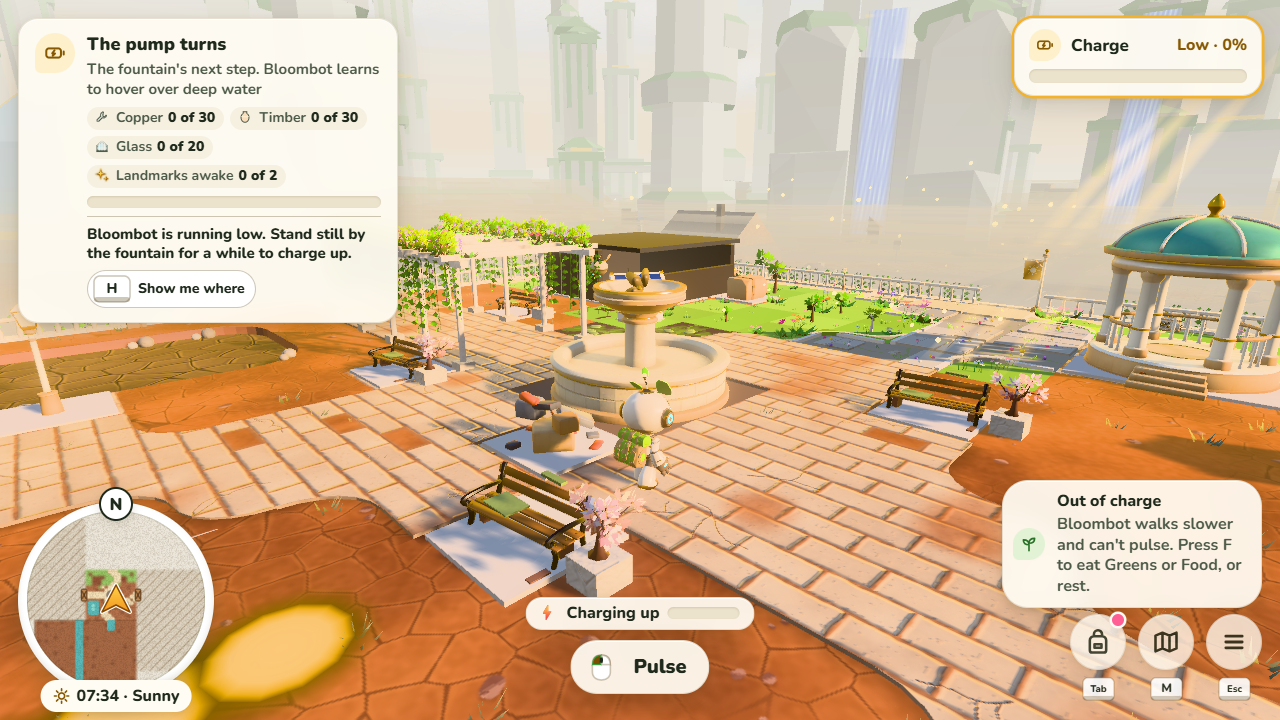 The pump turns
The fountain's next step. Bloombot learns
to hover over deep water
Copper 0 of 30
Timber 0 of 30
Glass 0 of 20
Landmarks awake 0 of 2
Bloombot is running low. Stand still by
the fountain for a while to charge up.
H Show me where
Charge Low · 0%
N
07:34 · Sunny
Charging up
Pulse
Out of charge
Bloombot walks slower
and can't pulse. Press F
to eat Greens or Food, or
rest.
Tab
M
Esc